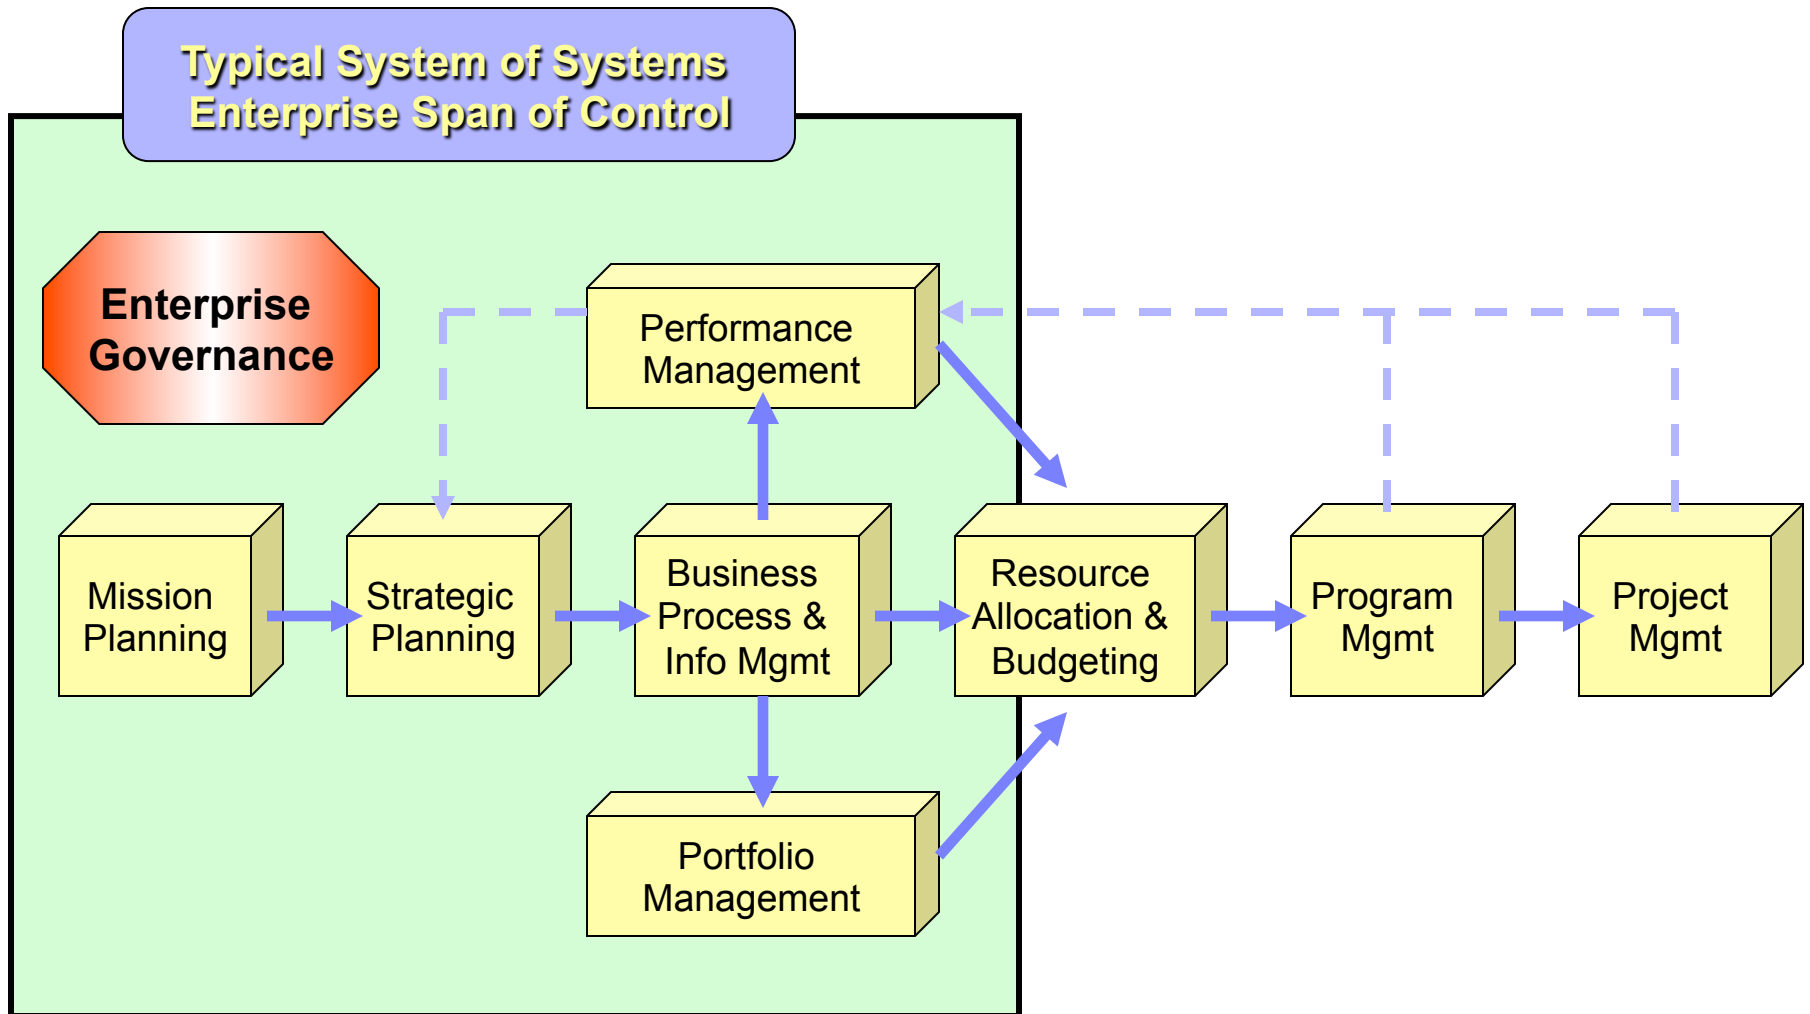 Typical System of Systems
Enterprise Span of Control
Enterprise
Governance
Performance
Management
Mission
Planning
Strategic
Planning
Business
Process &
Info Mgmt
Resource
Allocation &
Budgeting
Program
Mgmt
Project
Mgmt
Portfolio
Management